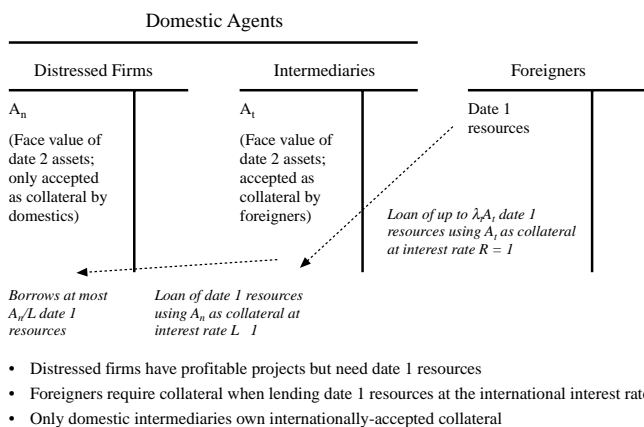 Domestic Agents
Distressed Firms
Intermediaries
Foreigners
Aₙ
(Face value of
date 2 assets;
only accepted
as collateral by
domestics)
Aₜ
(Face value of
date 2 assets;
accepted as
collateral by
foreigners)
Date 1
resources
Loan of up to λₜAₜ date 1
resources using Aₜ as collateral
at interest rate R = 1
Borrows at most
Aₙ/L date 1
resources
Loan of date 1 resources
using Aₙ as collateral at
interest rate L 1
• Distressed firms have profitable projects but need date 1 resources
• Foreigners require collateral when lending date 1 resources at the international interest rate
• Only domestic intermediaries own internationally-accepted collateral